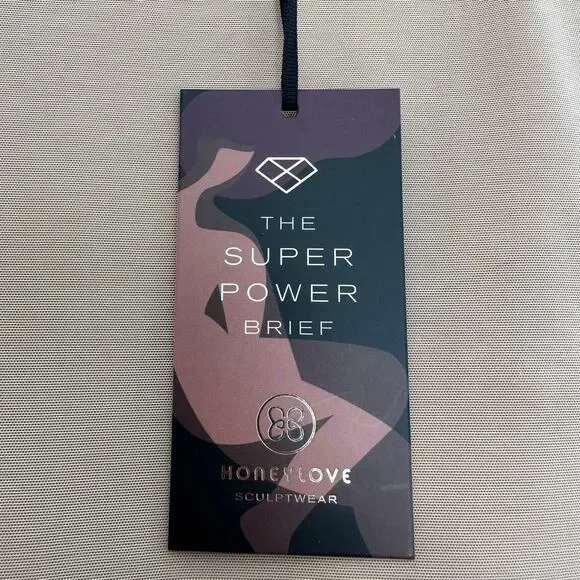 THE
SUPER
POWER
BRIEF
HONEYLOVE
SCULPTWEAR